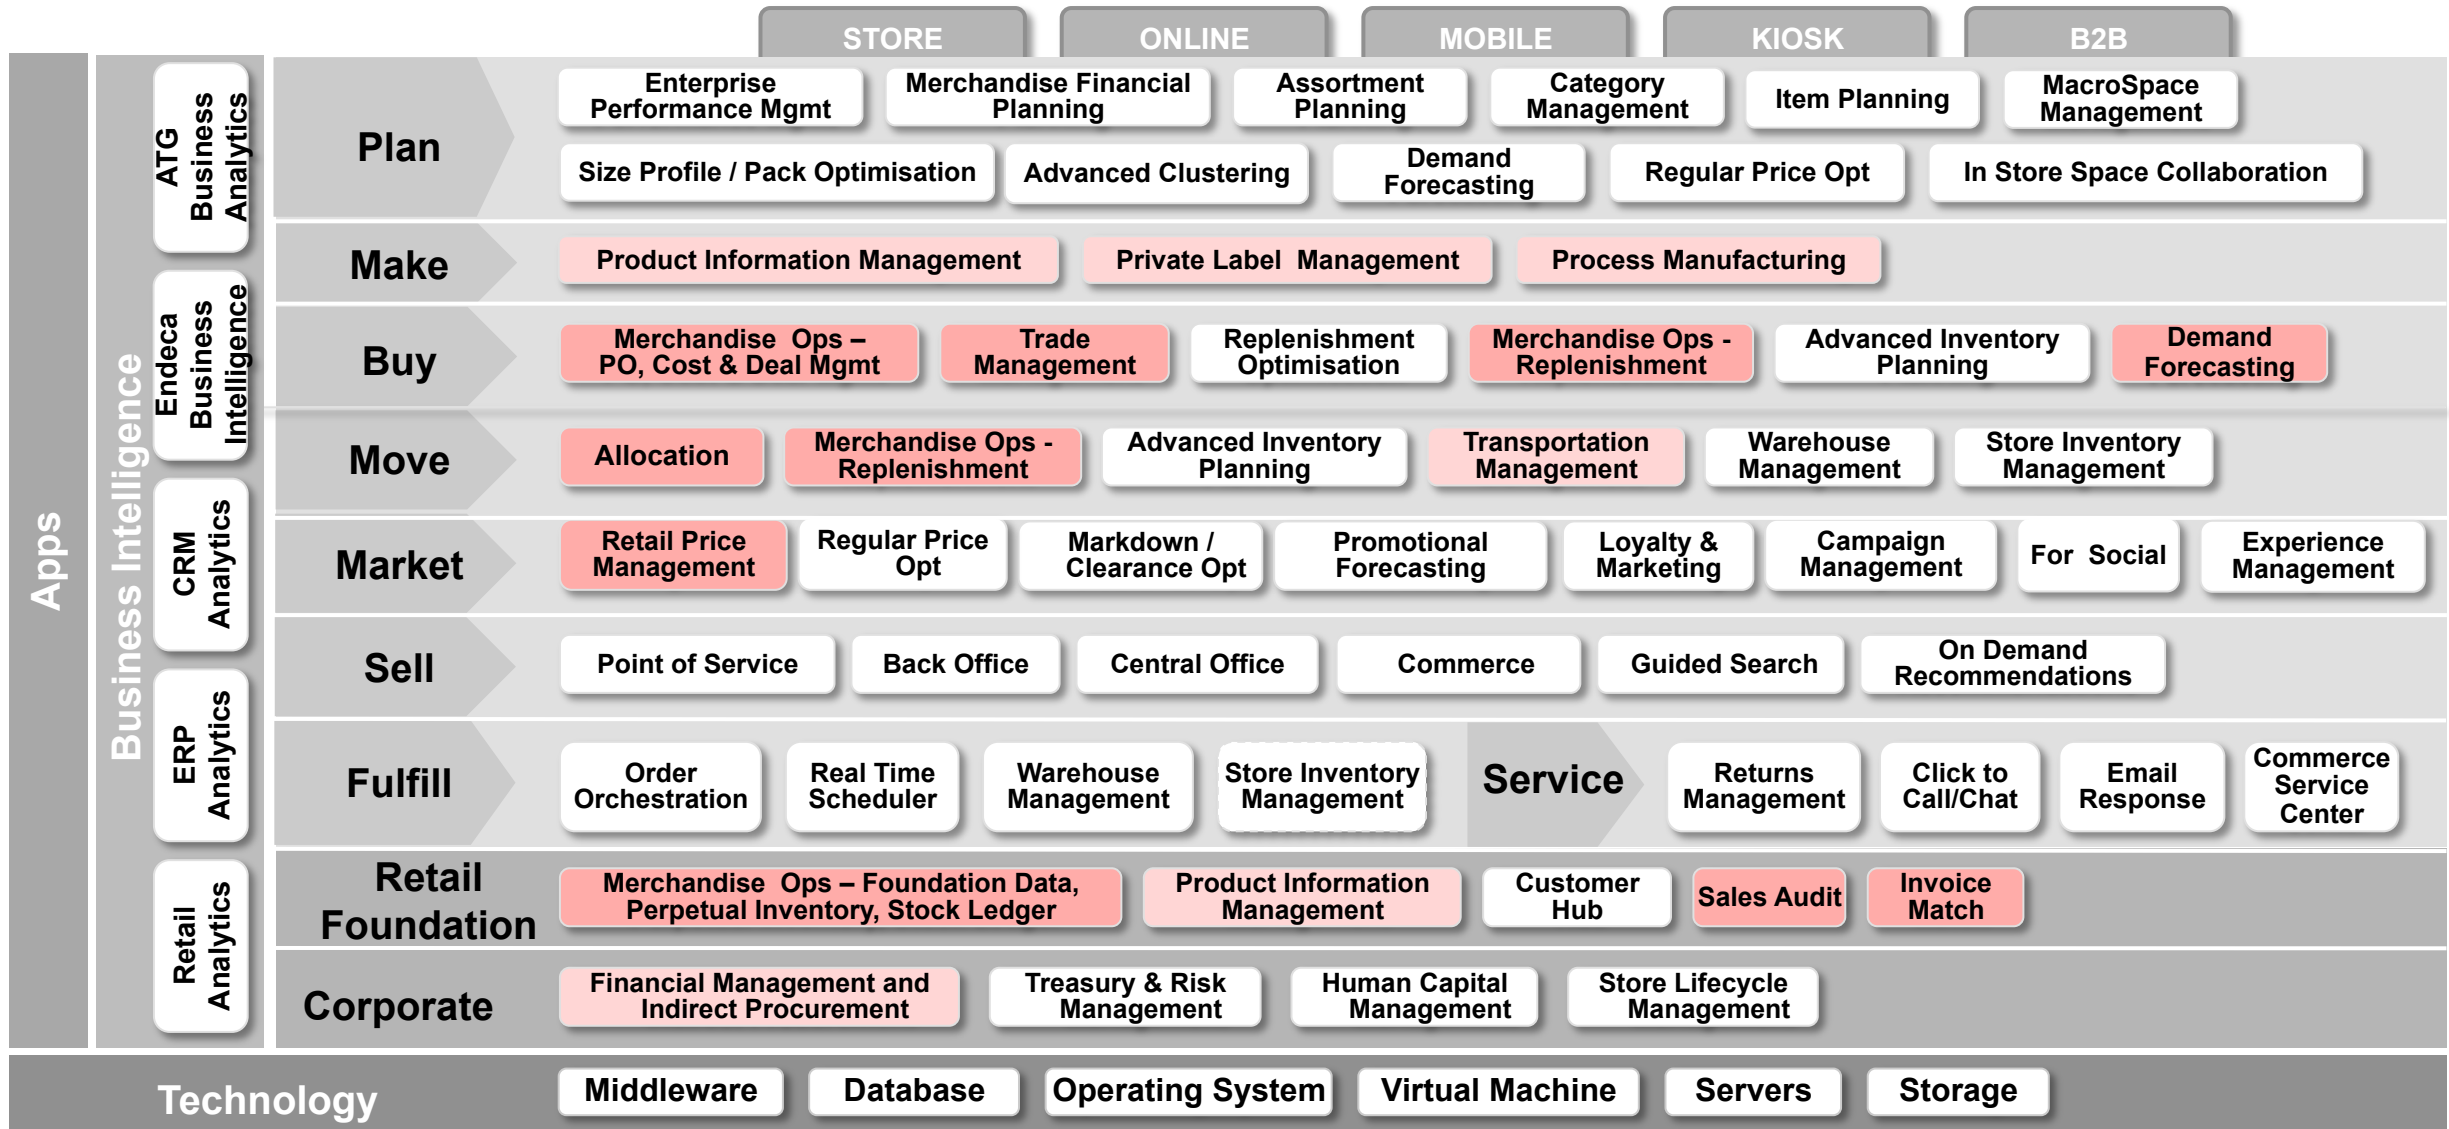 STORE
ONLINE
MOBILE
KIOSK
B2B
Apps
Business Intelligence
ATG
Business
Analytics
Endeca
Business
Intelligence
CRM
Analytics
ERP
Analytics
Retail
Analytics
Plan
Enterprise
Performance Mgmt
Merchandise Financial
Planning
Assortment
Planning
Category
Management
Item Planning
MacroSpace
Management
Size Profile / Pack Optimisation
Advanced Clustering
Demand
Forecasting
Regular Price Opt
In Store Space Collaboration
Make
Product Information Management
Private Label Management
Process Manufacturing
Buy
Merchandise Ops –
PO, Cost & Deal Mgmt
Trade
Management
Replenishment
Optimisation
Merchandise Ops -
Replenishment
Advanced Inventory
Planning
Demand
Forecasting
Move
Allocation
Merchandise Ops -
Replenishment
Advanced Inventory
Planning
Transportation
Management
Warehouse
Management
Store Inventory
Management
Market
Retail Price
Management
Regular Price
Opt
Markdown /
Clearance Opt
Promotional
Forecasting
Loyalty &
Marketing
Campaign
Management
For Social
Experience
Management
Sell
Point of Service
Back Office
Central Office
Commerce
Guided Search
On Demand
Recommendations
Fulfill
Order
Orchestration
Real Time
Scheduler
Warehouse
Management
Store Inventory
Management
Service
Returns
Management
Click to
Call/Chat
Email
Response
Commerce
Service
Center
Retail
Foundation
Merchandise Ops – Foundation Data,
Perpetual Inventory, Stock Ledger
Product Information
Management
Customer
Hub
Sales Audit
Invoice
Match
Corporate
Financial Management and
Indirect Procurement
Treasury & Risk
Management
Human Capital
Management
Store Lifecycle
Management
Technology
Middleware
Database
Operating System
Virtual Machine
Servers
Storage